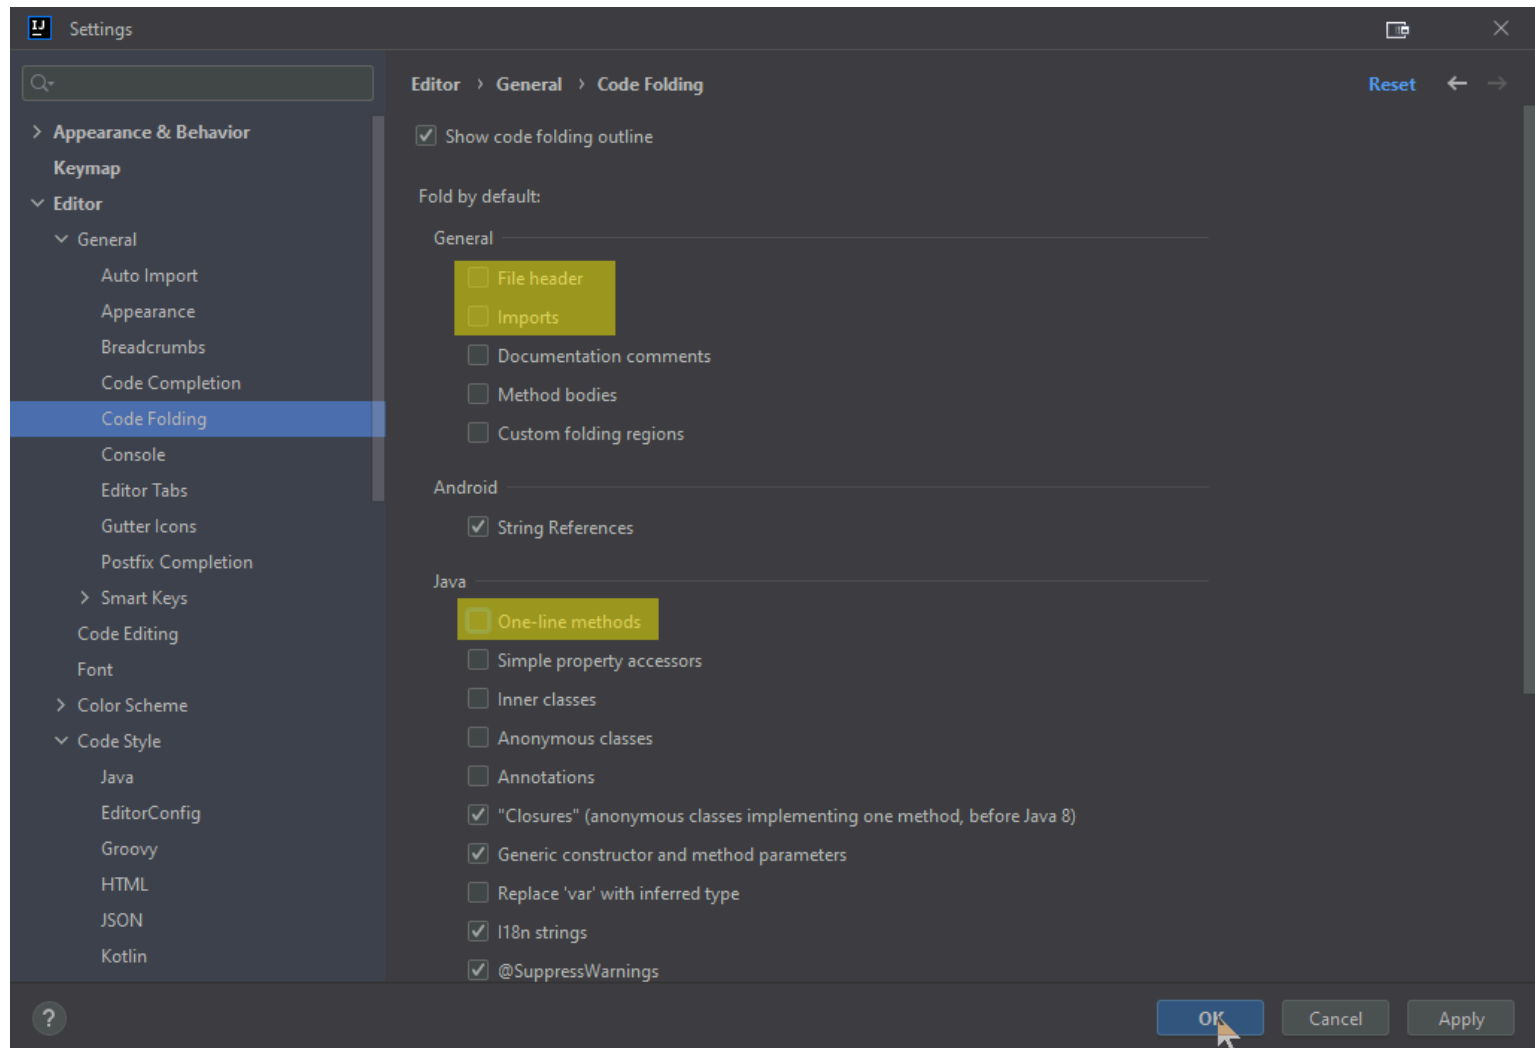 IJ Settings
Editor › General › Code Folding Reset
Appearance & Behavior
Keymap
Editor
General
Auto Import
Appearance
Breadcrumbs
Code Completion
Code Folding
Console
Editor Tabs
Gutter Icons
Postfix Completion
Smart Keys
Code Editing
Font
Color Scheme
Code Style
Java
EditorConfig
Groovy
HTML
JSON
Kotlin
Show code folding outline
Fold by default:
General
File header
Imports
Documentation comments
Method bodies
Custom folding regions
Android
String References
Java
One-line methods
Simple property accessors
Inner classes
Anonymous classes
Annotations
"Closures" (anonymous classes implementing one method, before Java 8)
Generic constructor and method parameters
Replace 'var' with inferred type
I18n strings
@SuppressWarnings
? OK Cancel Apply